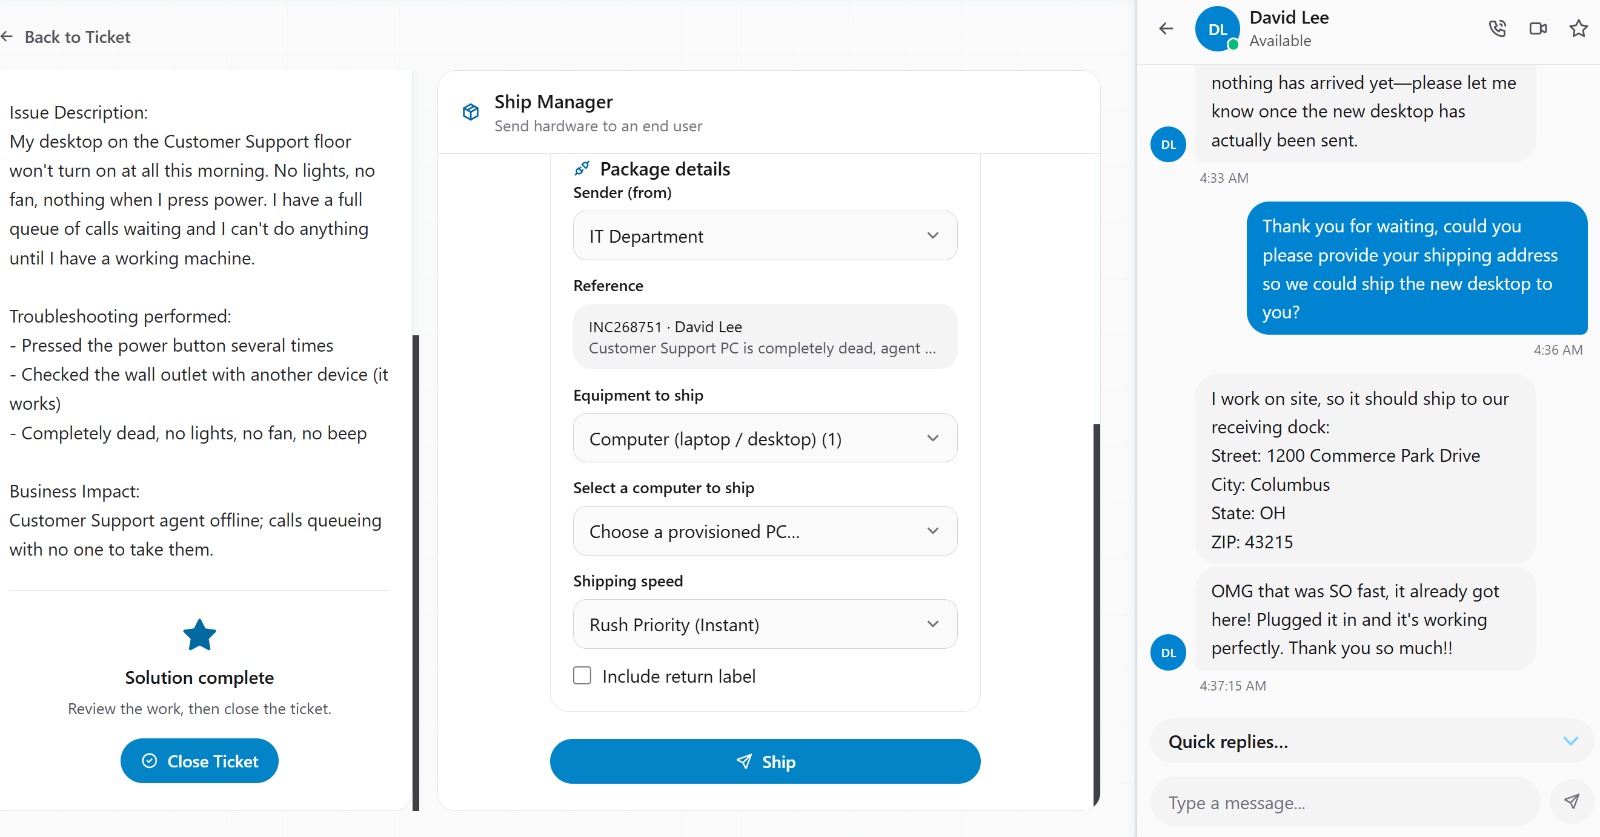 Back to Ticket
Issue Description:
My desktop on the Customer Support floor
won't turn on at all this morning. No lights, no
fan, nothing when I press power. I have a full
queue of calls waiting and I can't do anything
until I have a working machine.
Troubleshooting performed:
- Pressed the power button several times
- Checked the wall outlet with another device (it
works)
- Completely dead, no lights, no fan, no beep
Business Impact:
Customer Support agent offline; calls queueing
with no one to take them.
Solution complete
Review the work, then close the ticket.
Close Ticket
Ship Manager
Send hardware to an end user
Package details
Sender (from)
IT Department
Reference
INC268751 · David Lee
Customer Support PC is completely dead, agent ...
Equipment to ship
Computer (laptop / desktop) (1)
Select a computer to ship
Choose a provisioned PC...
Shipping speed
Rush Priority (Instant)
Include return label
Ship
DL
David Lee
Available
nothing has arrived yet—please let me
know once the new desktop has
actually been sent.
DL
4:33 AM
Thank you for waiting, could you
please provide your shipping address
so we could ship the new desktop to
you?
4:36 AM
I work on site, so it should ship to our
receiving dock:
Street: 1200 Commerce Park Drive
City: Columbus
State: OH
ZIP: 43215
OMG that was SO fast, it already got
here! Plugged it in and it's working
perfectly. Thank you so much!!
DL
4:37:15 AM
Quick replies...
Type a message...